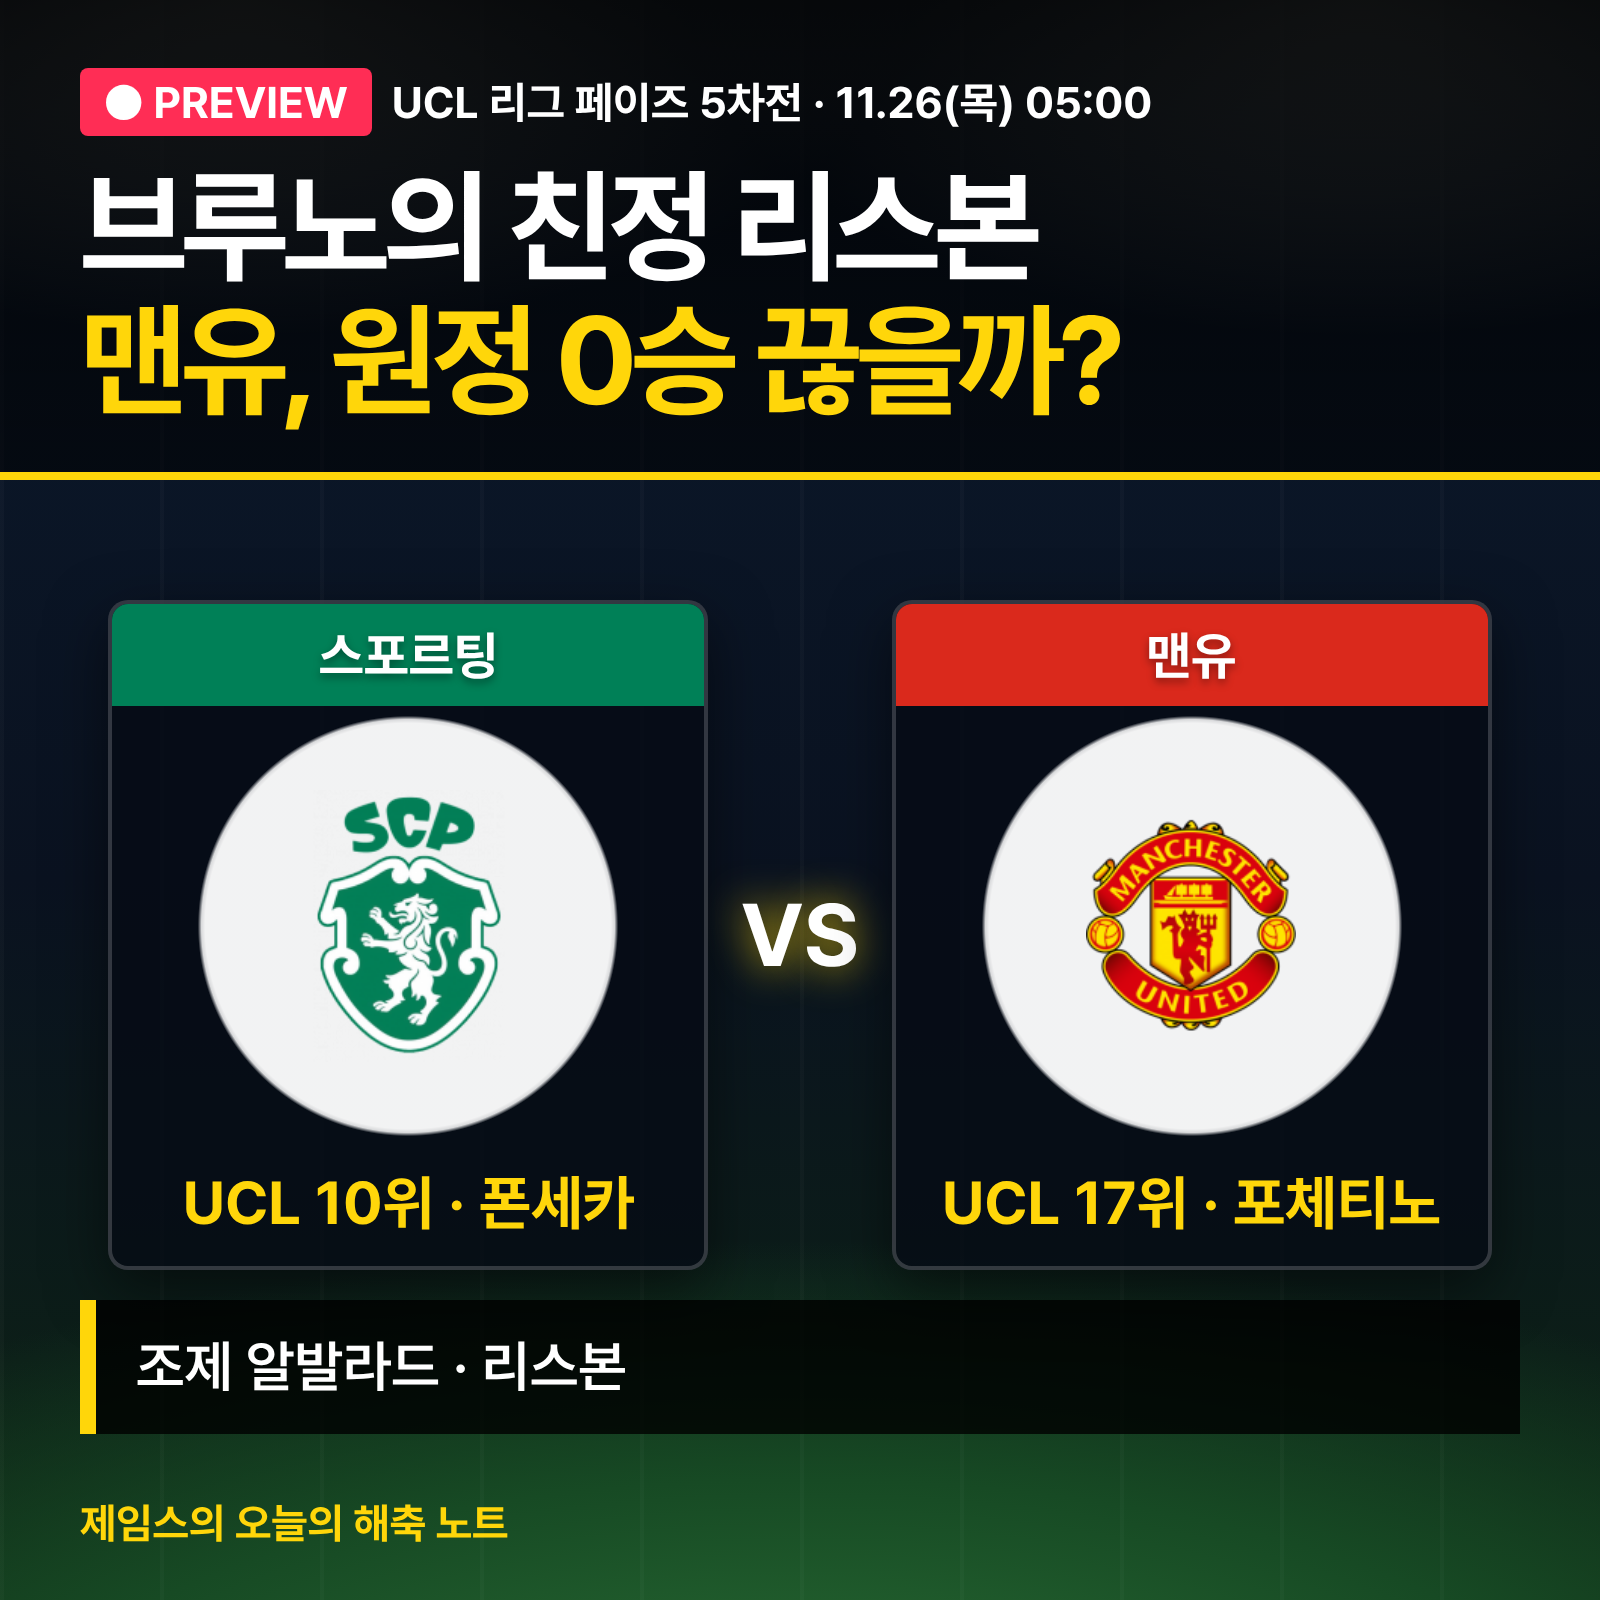 PREVIEW UCL 리그 페이즈 5차전 · 11.26(목) 05:00
브루노의 친정 리스본
맨유, 원정 0승 끊을까?
스포르팅
맨유
SCP
MANCHESTER
UNITED
VS
UCL 10위 · 폰세카
UCL 17위 · 포체티노
조제 알발라드 · 리스본
제임스의 오늘의 해축 노트